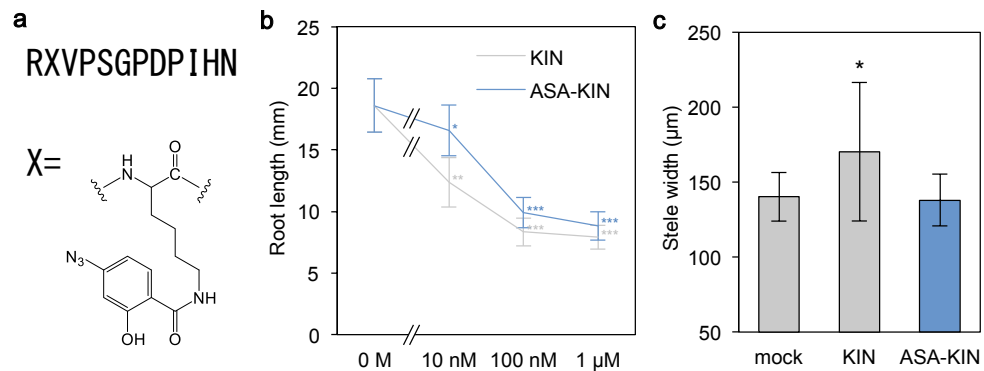 a
RXVPSGPDPIHN
X=
H
N
O
C
N3
OH
O
NH
b
Root length (mm)
25
20
15
10
5
0
KIN
ASA-KIN
*
**
***
***
***
***
0 M 10 nM 100 nM 1 µM
c
Stele width (µm)
250
200
150
100
50
*
mock KIN ASA-KIN